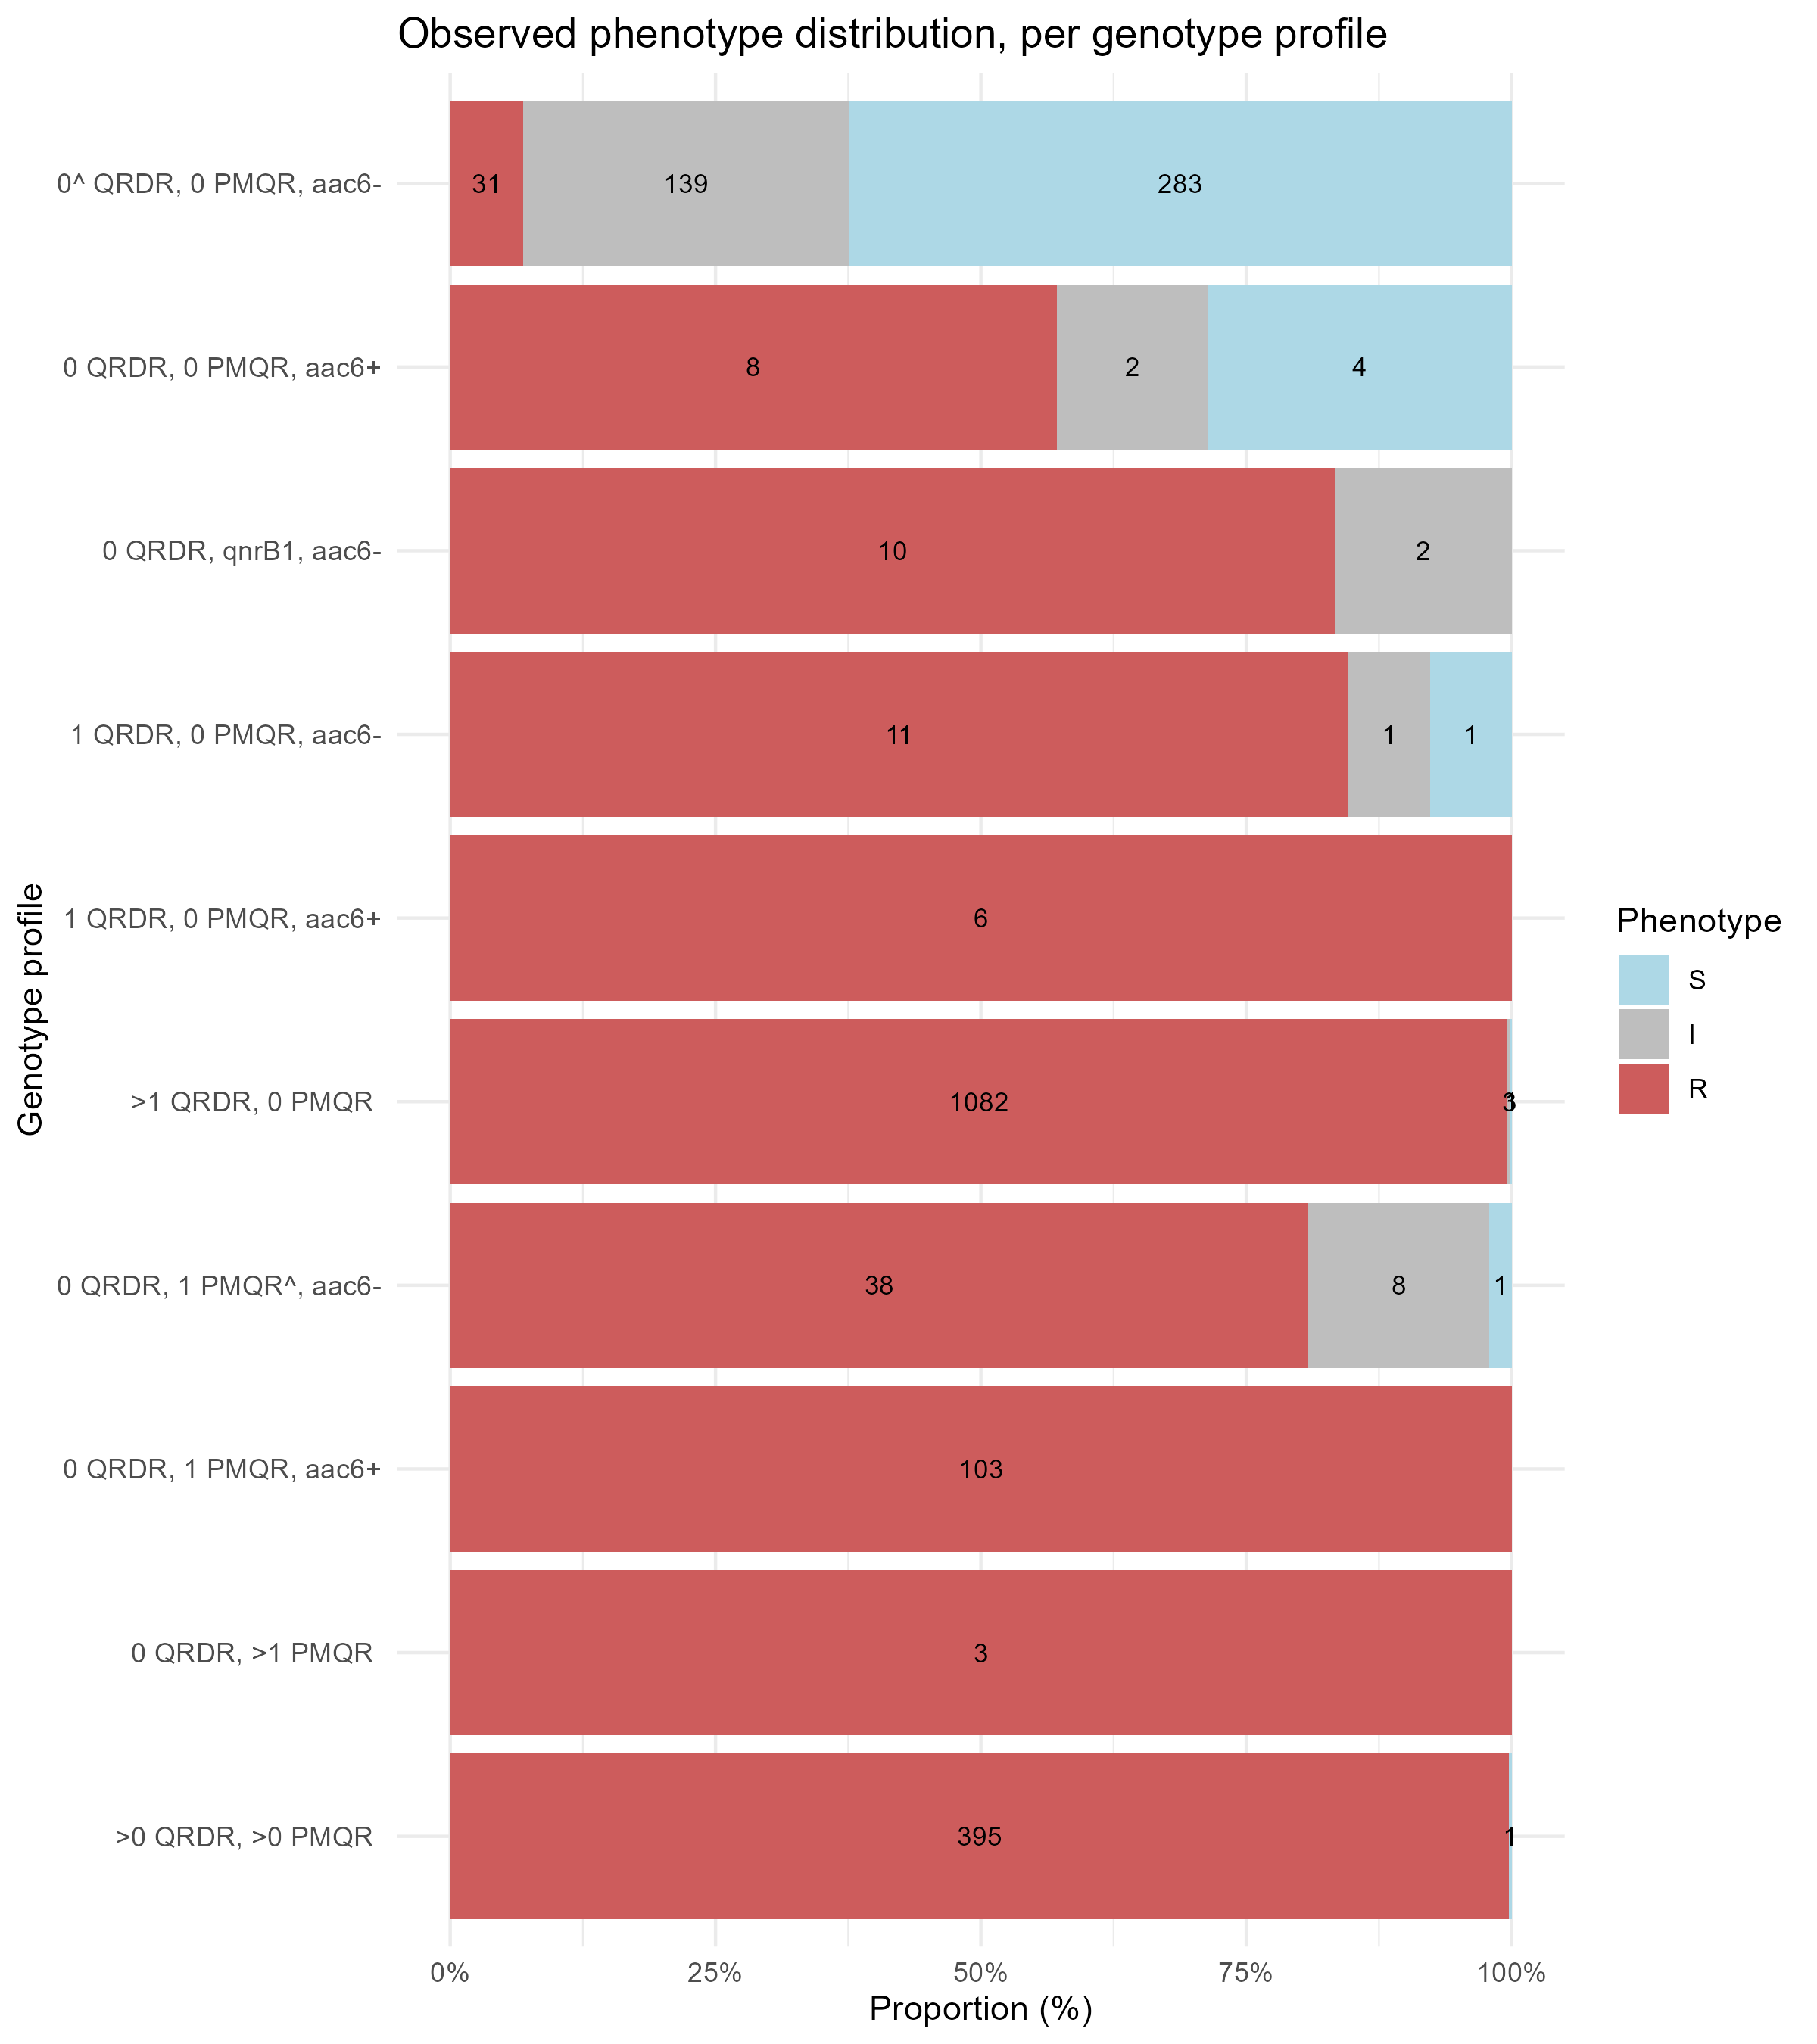 Observed phenotype distribution, per genotype profile
Genotype profile
0^ QRDR, 0 PMQR, aac6-
31 139 283
0 QRDR, 0 PMQR, aac6+
8 2 4
0 QRDR, qnrB1, aac6-
10 2
1 QRDR, 0 PMQR, aac6-
11 1 1
1 QRDR, 0 PMQR, aac6+
6
>1 QRDR, 0 PMQR
1082 3
0 QRDR, 1 PMQR^, aac6-
38 8 1
0 QRDR, 1 PMQR, aac6+
103
0 QRDR, >1 PMQR
3
>0 QRDR, >0 PMQR
395 1
0% 25% 50% 75% 100%
Proportion (%)
Phenotype
S
I
R